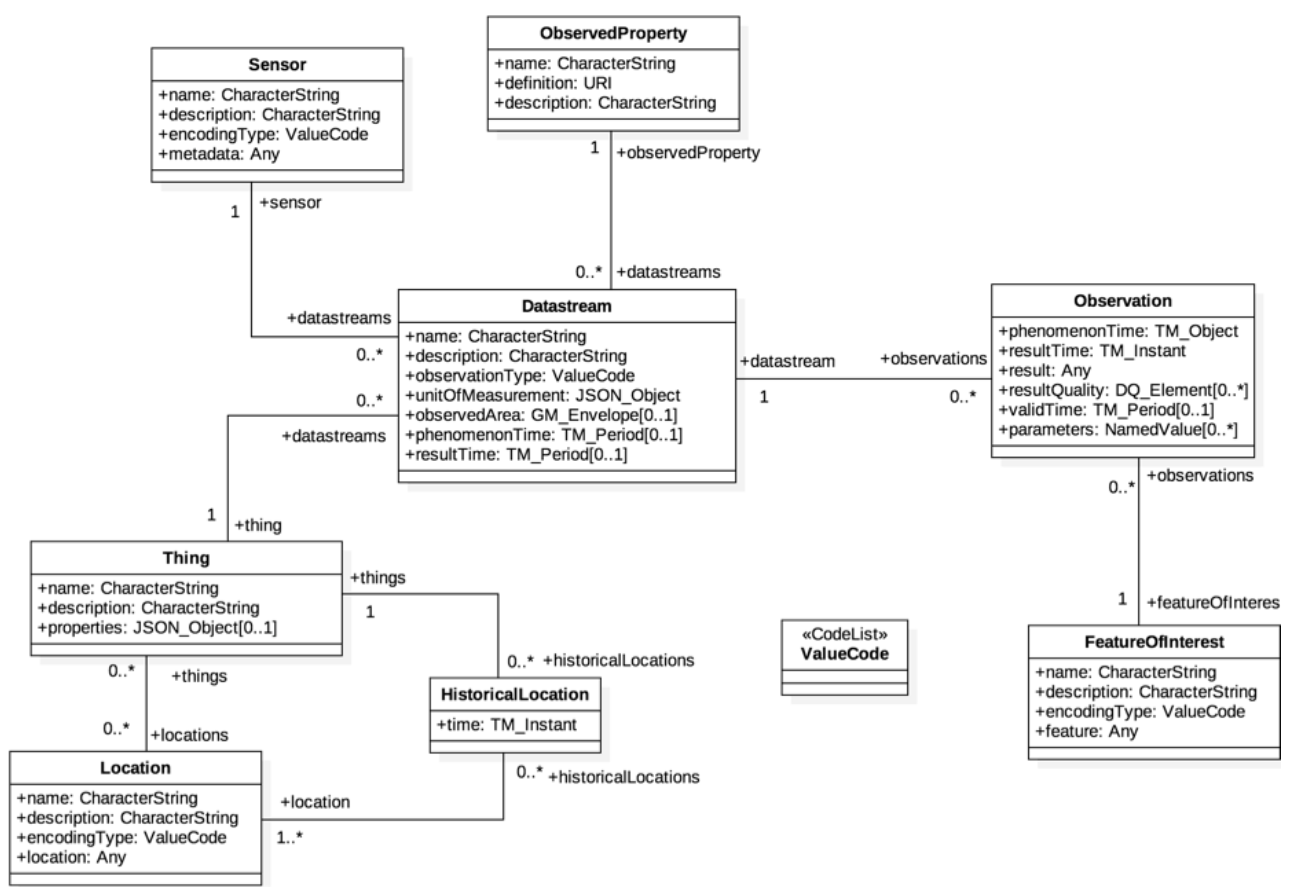 ObservedProperty
+name: CharacterString
+definition: URI
+description: CharacterString
Sensor
+name: CharacterString
+description: CharacterString
+encodingType: ValueCode
+metadata: Any
1
+observedProperty
+sensor
1
0..*
+datastreams
Datastream
+name: CharacterString
+description: CharacterString
+observationType: ValueCode
+unitOfMeasurement: JSON_Object
+observedArea: GM_Envelope[0..1]
+phenomenonTime: TM_Period[0..1]
+resultTime: TM_Period[0..1]
+datastreams
0..*
0..*
+datastreams
+datastream
1
+observations
0..*
Observation
+phenomenonTime: TM_Object
+resultTime: TM_Instant
+result: Any
+resultQuality: DQ_Element[0..*]
+validTime: TM_Period[0..1]
+parameters: NamedValue[0..*]
+observations
0..*
1
+thing
Thing
+name: CharacterString
+description: CharacterString
+properties: JSON_Object[0..1]
+things
1
1
+featureOfInteres
«CodeList»
ValueCode
FeatureOfInterest
+name: CharacterString
+description: CharacterString
+encodingType: ValueCode
+feature: Any
0..*
+things
0..*
+historicalLocations
HistoricalLocation
+time: TM_Instant
0..*
+locations
0..*
+historicalLocations
Location
+name: CharacterString
+description: CharacterString
+encodingType: ValueCode
+location: Any
+location
1..*